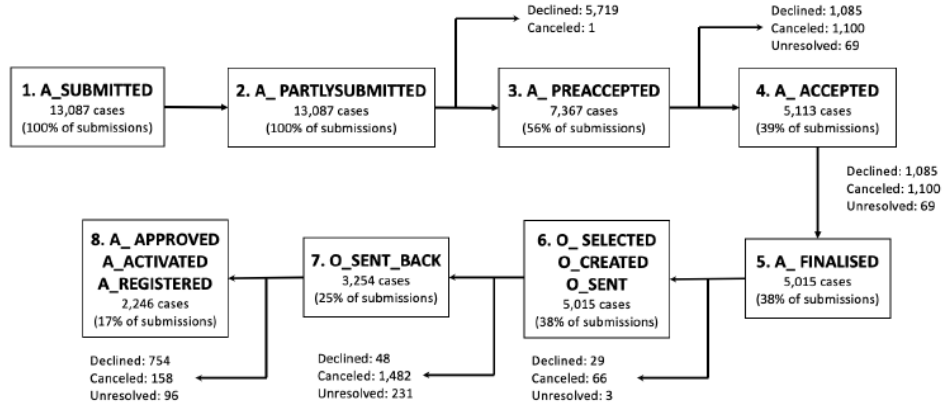 Declined: 5,719
Canceled: 1
Declined: 1,085
Canceled: 1,100
Unresolved: 69
1. A_SUBMITTED
13,087 cases
(100% of submissions)
2. A_ PARTLYSUBMITTED
13,087 cases
(100% of submissions)
3. A_ PREACCEPTED
7,367 cases
(56% of submissions)
4. A_ ACCEPTED
5,113 cases
(39% of submissions)
Declined: 1,085
Canceled: 1,100
Unresolved: 69
5. A_ FINALISED
5,015 cases
(38% of submissions)
6. O_ SELECTED
O_CREATED
O_SENT
5,015 cases
(38% of submissions)
7. O_SENT_BACK
3,254 cases
(25% of submissions)
8. A_ APPROVED
A_ACTIVATED
A_REGISTERED
2,246 cases
(17% of submissions)
Declined: 29
Canceled: 66
Unresolved: 3
Declined: 48
Canceled: 1,482
Unresolved: 231
Declined: 754
Canceled: 158
Unresolved: 96